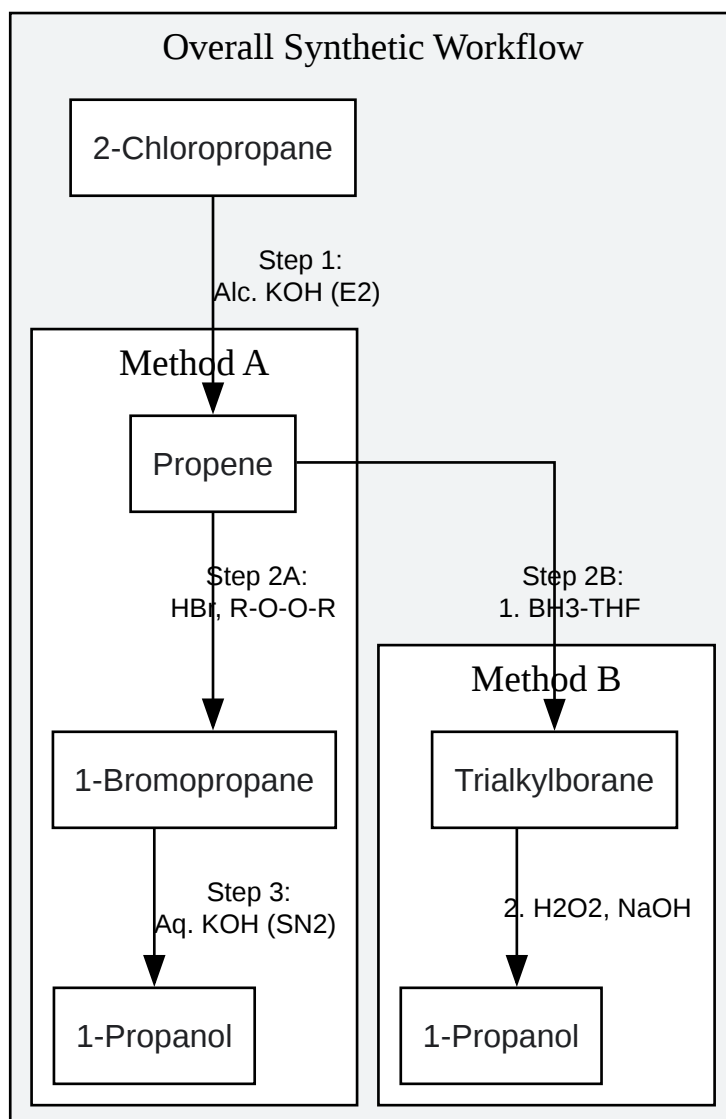 Overall Synthetic Workflow
2-Chloropropane
Step 1:
Alc. KOH (E2)
Method A
Propene
Step 2A:
HBr, R-O-O-R
Step 2B:
1. BH3-THF
Method B
1-Bromopropane
Trialkylborane
Step 3:
Aq. KOH (SN2)
2. H2O2, NaOH
1-Propanol
1-Propanol